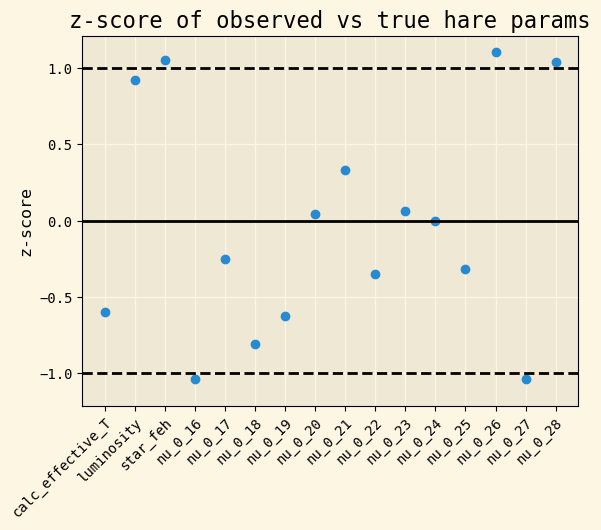 z-score of observed vs true hare params
z-score
1.0
0.5
0.0
−0.5
−1.0
calc_effective_T
luminosity
star_feh
nu_0_16
nu_0_17
nu_0_18
nu_0_19
nu_0_20
nu_0_21
nu_0_22
nu_0_23
nu_0_24
nu_0_25
nu_0_26
nu_0_27
nu_0_28